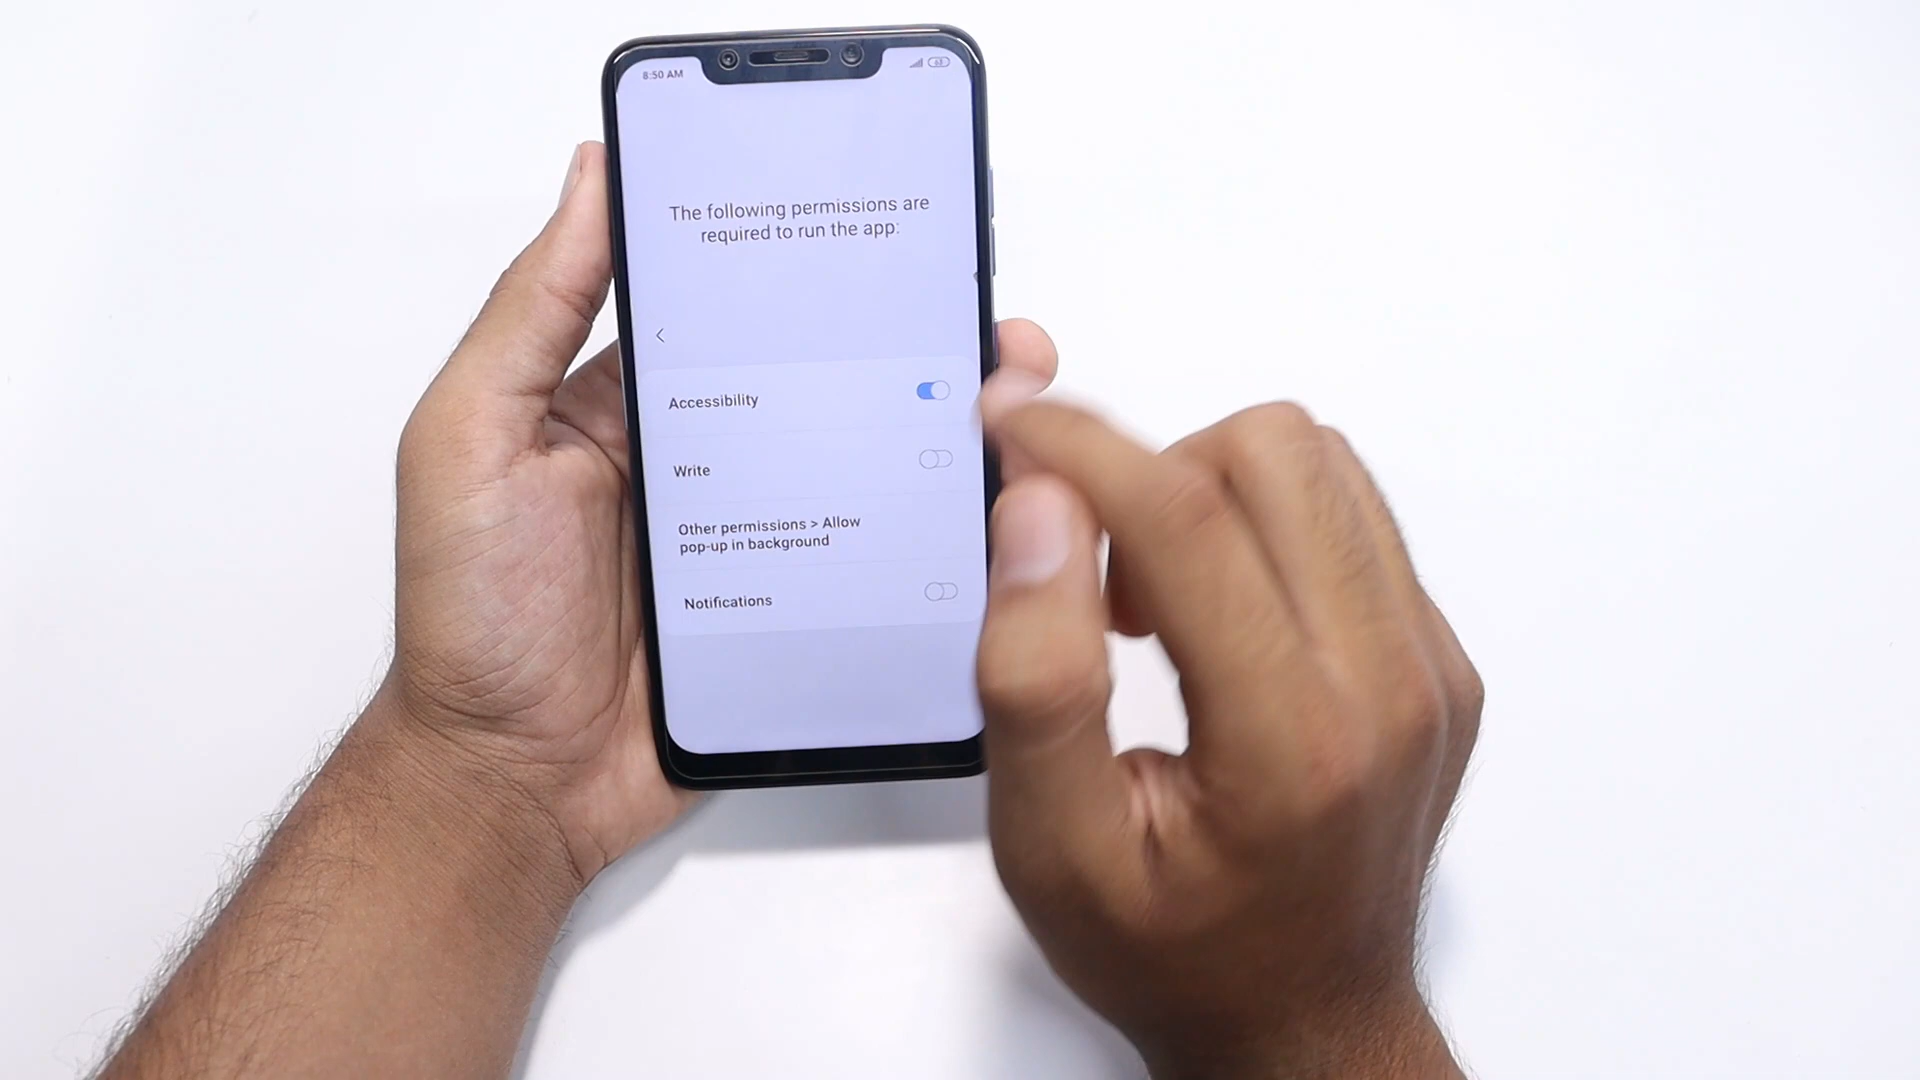 8:50 AM
63
The following permissions are
required to run the app:
Accessibility
Write
Other permissions > Allow
pop-up in background
Notifications